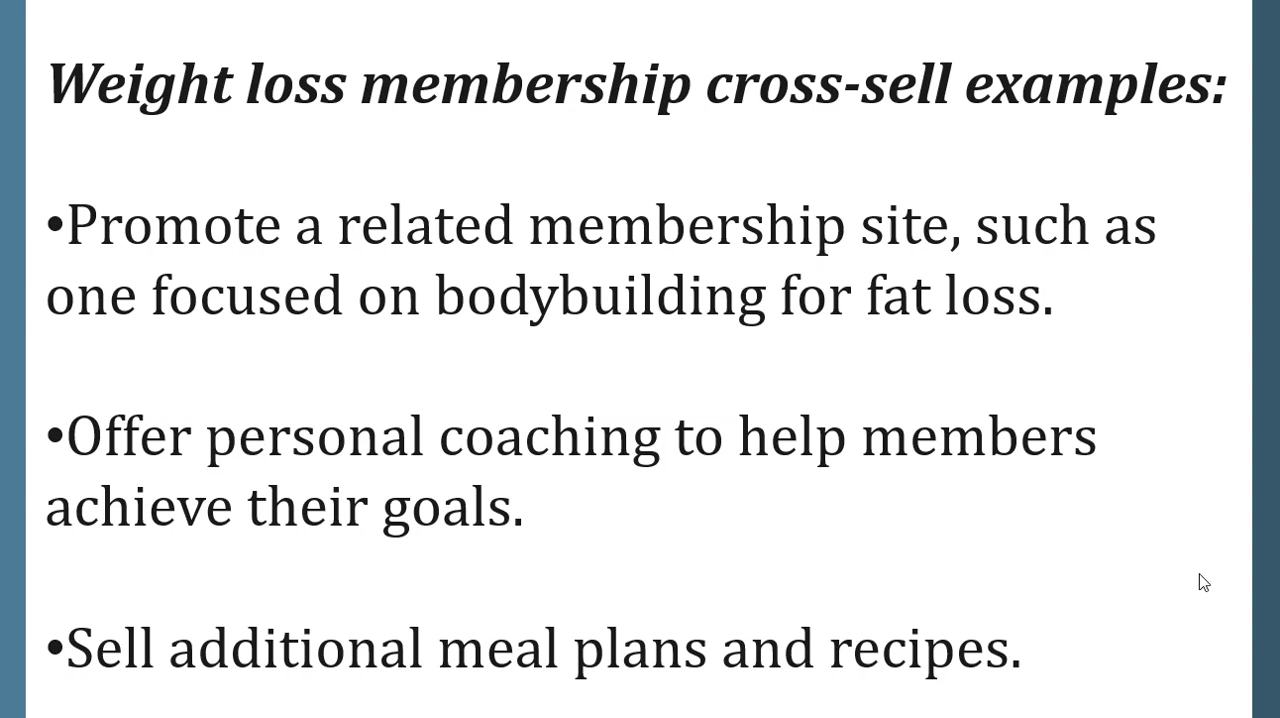 Weight loss membership cross-sell examples:
•Promote a related membership site, such as
one focused on bodybuilding for fat loss.
•Offer personal coaching to help members
achieve their goals.
•Sell additional meal plans and recipes.